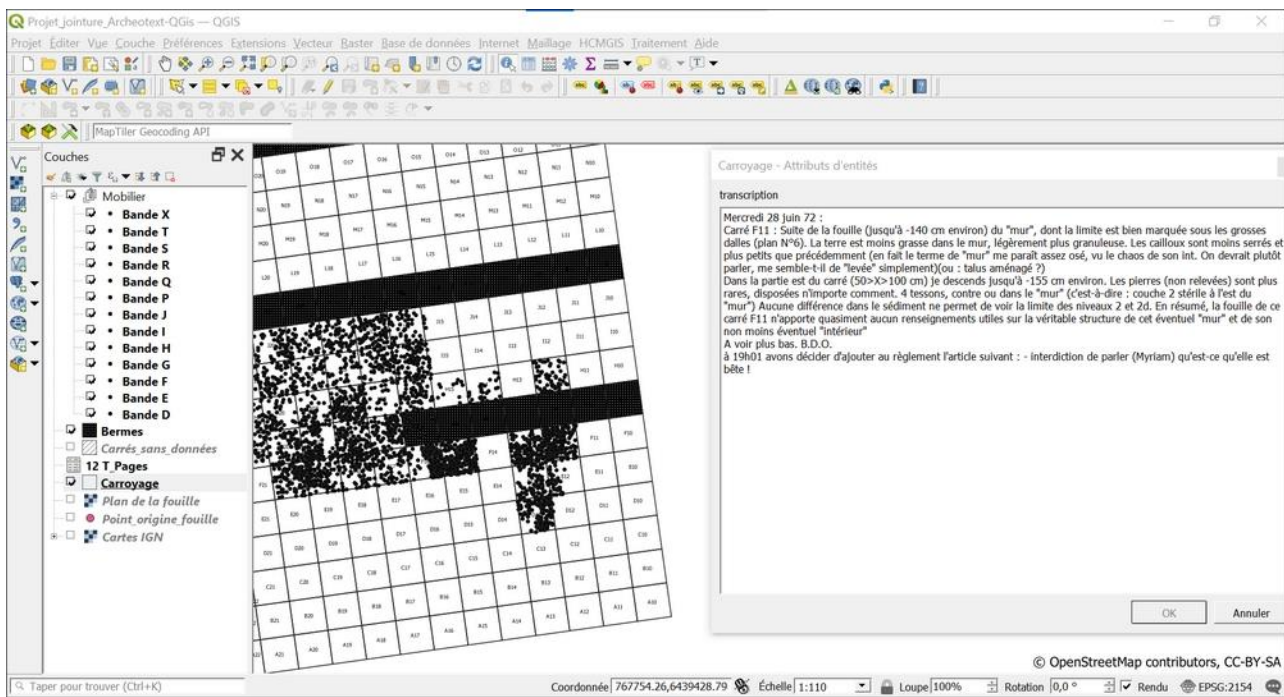 Projet_jointure_Archeotext-QGis — QGIS
Projet Éditer Vue Couche Préférences Extensions Vecteur Raster Base de données Internet Maillage HCMGIS Traitement Aide
MapTiler Geocoding API
Couches
Mobilier
Bande X
Bande T
Bande S
Bande R
Bande Q
Bande P
Bande J
Bande I
Bande H
Bande G
Bande F
Bande E
Bande D
Bermes
Carrés_sans_données
12 T_Pages
Carroyage
Plan de la fouille
Point_origine_fouille
Cartes IGN
Carroyage - Attributs d'entités
transcription
Mercredi 28 juin 72 :
Carré F11 : Suite de la fouille (jusqu'à -140 cm environ) du "mur", dont la limite est bien marquée sous les grosses
dalles (plan N°6). La terre est moins grasse dans le mur, légèrement plus granuleuse. Les cailloux sont moins serrés et
plus petits que précédemment (en fait le terme de "mur" me paraît assez osé, vu le chaos de son int. On devrait plutôt
parler, me semble-t-il de "levée" simplement)(ou : talus aménagé ?)
Dans la partie est du carré (50>X>100 cm) je descends jusqu'à -155 cm environ. Les pierres (non relevées) sont plus
rares, disposées n'importe comment. 4 tessons, contre ou dans le "mur" (c'est-à-dire : couche 2 stérile à l'est du
"mur") Aucune différence dans le sédiment ne permet de voir la limite des niveaux 2 et 2d. En résumé, la fouille de ce
carré F11 n'apporte quasiment aucun renseignements utiles sur la véritable structure de cet éventuel "mur" et de son
non moins éventuel "intérieur"
A voir plus bas. B.D.O.
à 19h01 avons décider d'ajouter au règlement l'article suivant : - interdiction de parler (Myriam) qu'est-ce qu'elle est
bête !
OK Annuler
© OpenStreetMap contributors, CC-BY-SA
Taper pour trouver (Ctrl+K) Coordonnée 767754.26,6439428.79 Échelle 1:110 Loupe 100% Rotation 0,0 ° Rendu EPSG:2154